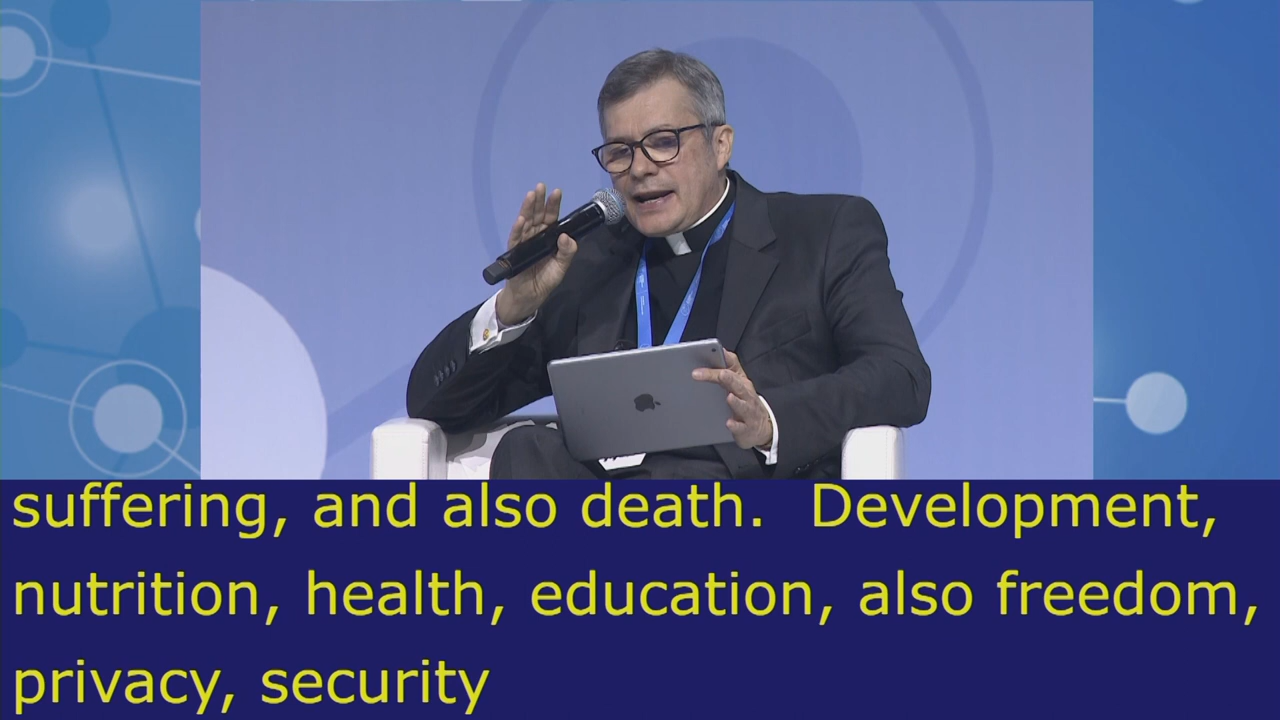 suffering, and also death.  Development,
nutrition, health, education, also freedom,
privacy, security